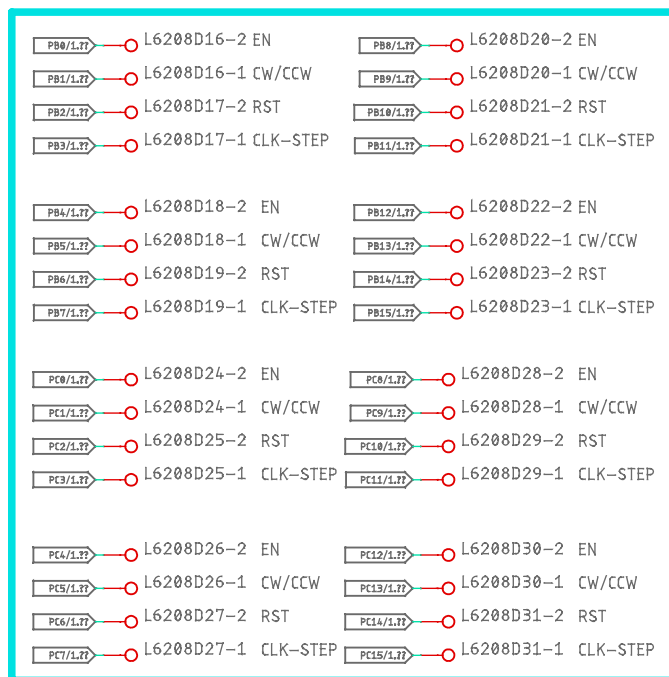 PB0/1.?? L6208D16-2 EN PB8/1.?? L6208D20-2 EN
PB1/1.?? L6208D16-1 CW/CCW PB9/1.?? L6208D20-1 CW/CCW
PB2/1.?? L6208D17-2 RST PB10/1.?? L6208D21-2 RST
PB3/1.?? L6208D17-1 CLK-STEP PB11/1.?? L6208D21-1 CLK-STEP
PB4/1.?? L6208D18-2 EN PB12/1.?? L6208D22-2 EN
PB5/1.?? L6208D18-1 CW/CCW PB13/1.?? L6208D22-1 CW/CCW
PB6/1.?? L6208D19-2 RST PB14/1.?? L6208D23-2 RST
PB7/1.?? L6208D19-1 CLK-STEP PB15/1.?? L6208D23-1 CLK-STEP
PC0/1.?? L6208D24-2 EN PC8/1.?? L6208D28-2 EN
PC1/1.?? L6208D24-1 CW/CCW PC9/1.?? L6208D28-1 CW/CCW
PC2/1.?? L6208D25-2 RST PC10/1.?? L6208D29-2 RST
PC3/1.?? L6208D25-1 CLK-STEP PC11/1.?? L6208D29-1 CLK-STEP
PC4/1.?? L6208D26-2 EN PC12/1.?? L6208D30-2 EN
PC5/1.?? L6208D26-1 CW/CCW PC13/1.?? L6208D30-1 CW/CCW
PC6/1.?? L6208D27-2 RST PC14/1.?? L6208D31-2 RST
PC7/1.?? L6208D27-1 CLK-STEP PC15/1.?? L6208D31-1 CLK-STEP